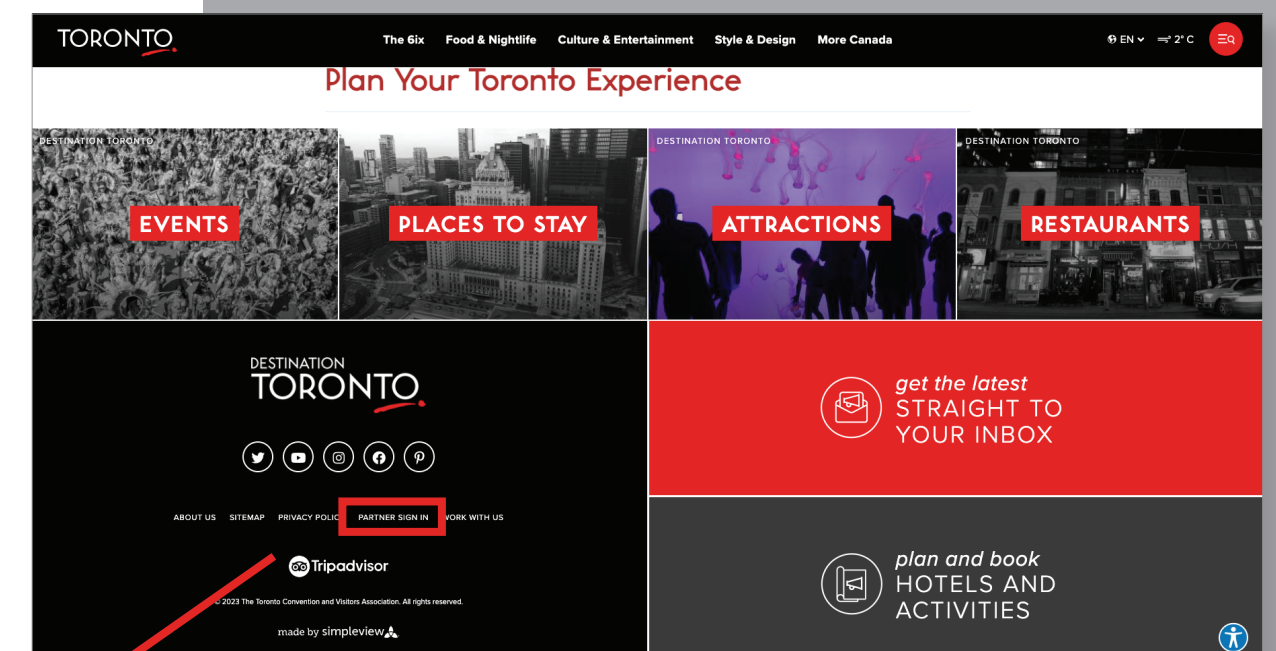 TORONTO
The 6ix Food & Nightlife Culture & Entertainment Style & Design More Canada
EN 2° C
Plan Your Toronto Experience
DESTINATION TORONTO
EVENTS
PLACES TO STAY
DESTINATION TORONTO
ATTRACTIONS
DESTINATION TORONTO
RESTAURANTS
DESTINATION
TORONTO
ABOUT US SITEMAP PRIVACY POLIC PARTNER SIGN IN WORK WITH US
Tripadvisor
© 2023 The Toronto Convention and Visitors Association. All rights reserved.
made by simpleview
get the latest
STRAIGHT TO
YOUR INBOX
plan and book
HOTELS AND
ACTIVITIES